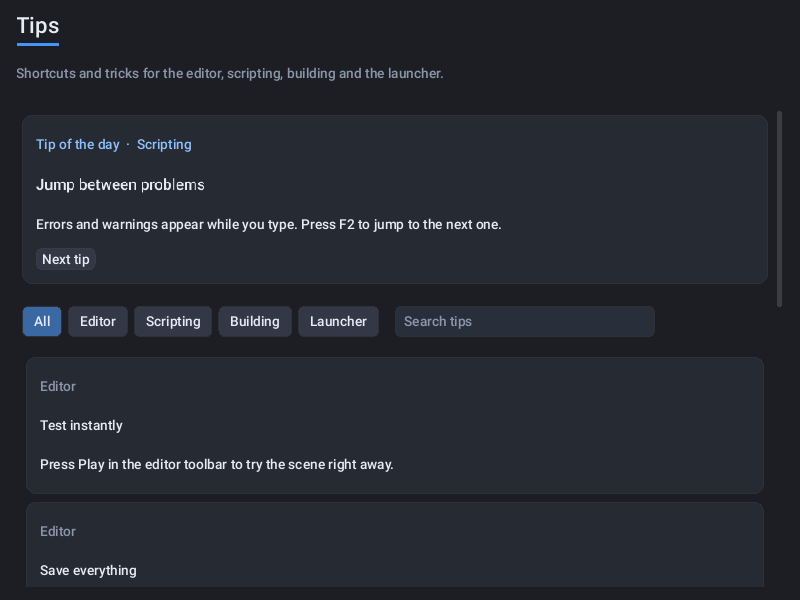 Tips
Shortcuts and tricks for the editor, scripting, building and the launcher.
Tip of the day · Scripting
Jump between problems
Errors and warnings appear while you type. Press F2 to jump to the next one.
Next tip
All Editor Scripting Building Launcher Search tips
Editor
Test instantly
Press Play in the editor toolbar to try the scene right away.
Editor
Save everything